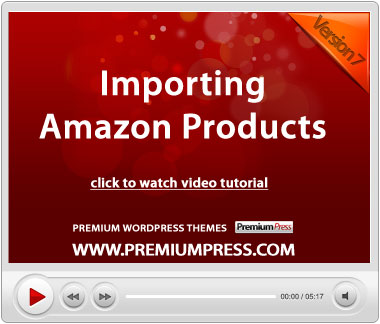 Version 7
Importing
Amazon Products
click to watch video tutorial
PREMIUM WORDPRESS THEMES PremiumPress
WWW.PREMIUMPRESS.COM
00:00 / 05:17